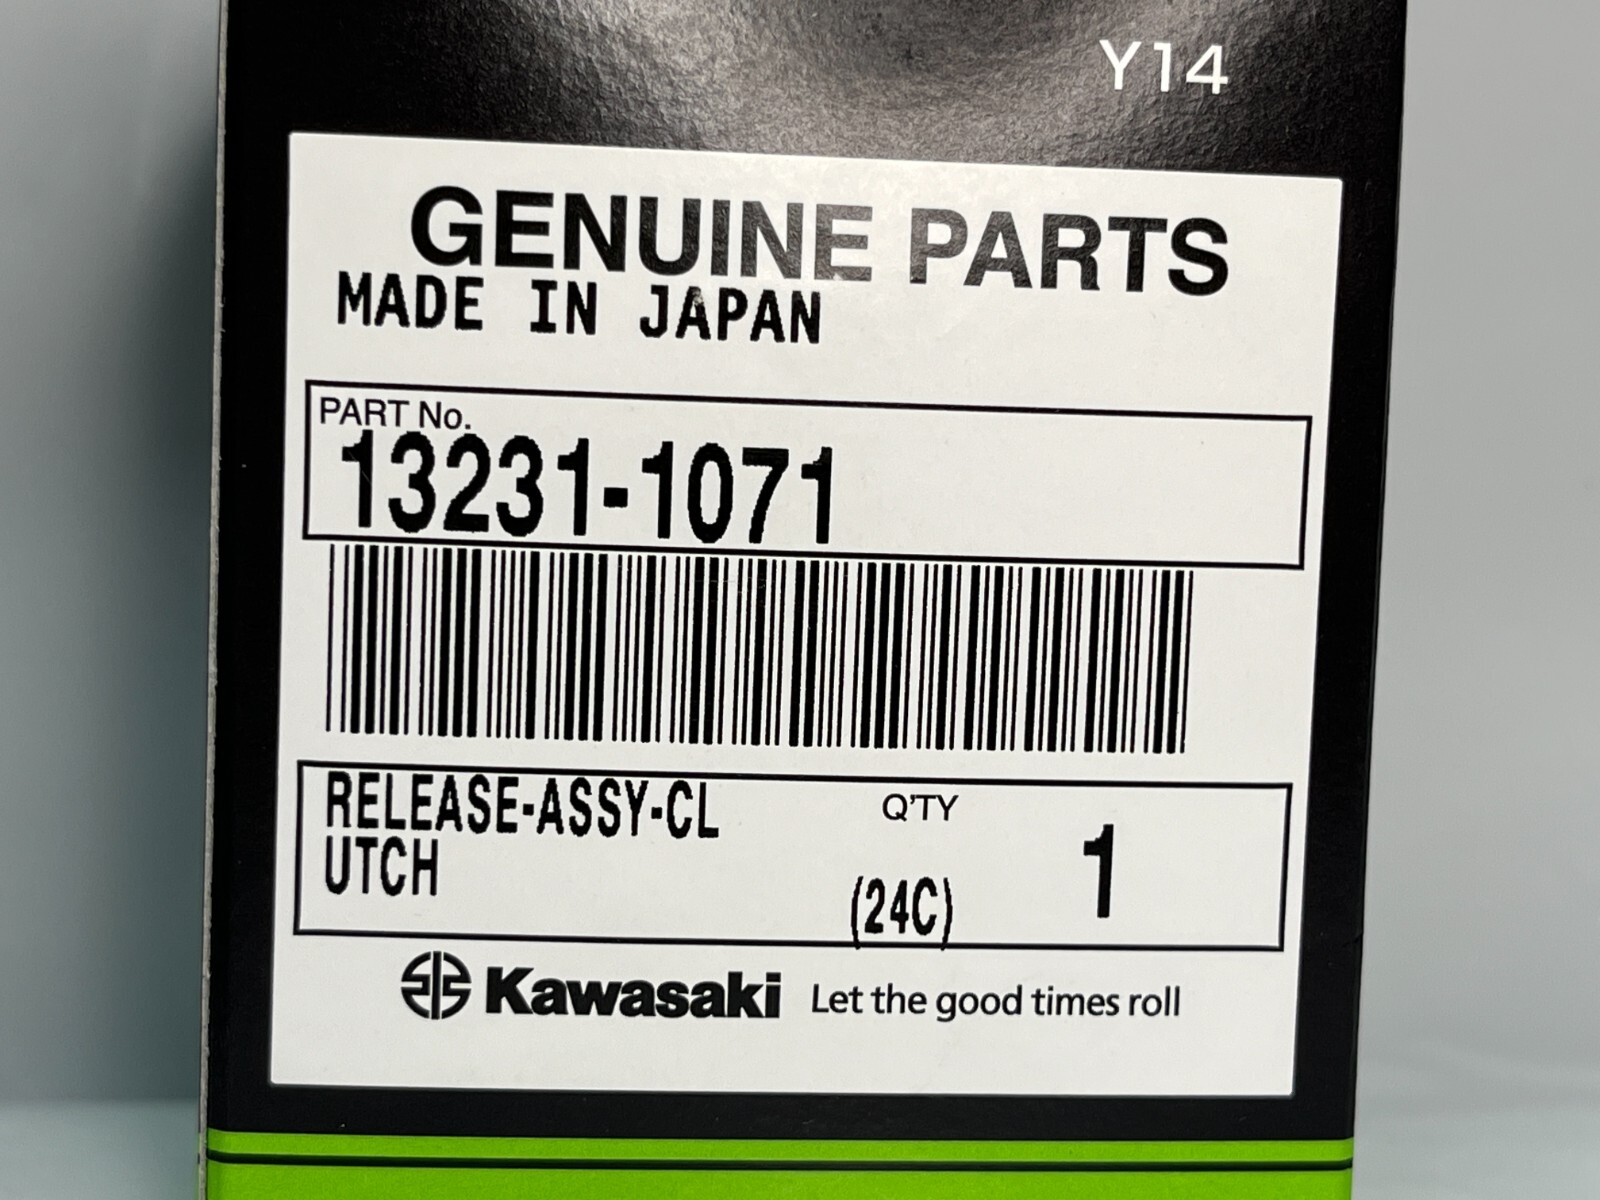 Y14
GENUINE PARTS
MADE IN JAPAN
PART No.
13231-1071
RELEASE-ASSY-CL
UTCH
Q'TY
(24C)
1
Kawasaki Let the good times roll